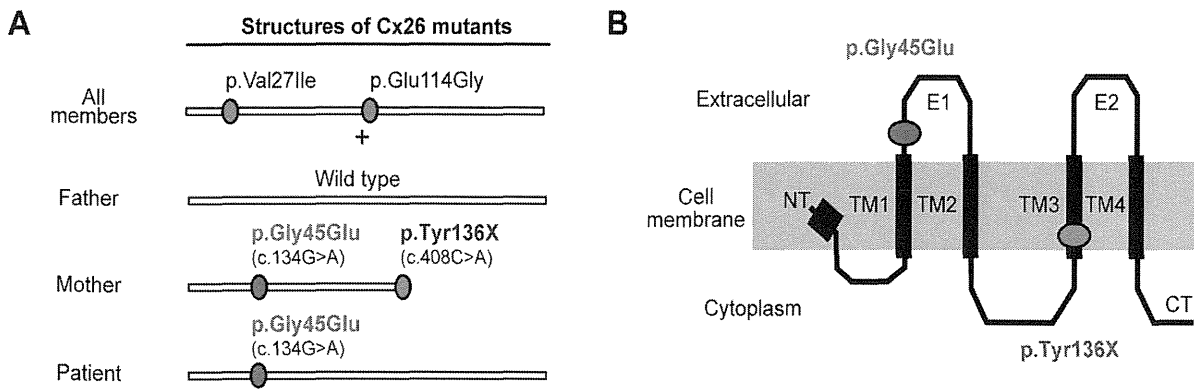 A
Structures of Cx26 mutants
p.Val27Ile p.Glu114Gly
All members
+
Wild type
Father
p.Gly45Glu p.Tyr136X
(c.134G>A) (c.408C>A)
Mother
p.Gly45Glu
(c.134G>A)
Patient
B
p.Gly45Glu
Extracellular
E1 E2
Cell membrane
NT TM1 TM2 TM3 TM4
Cytoplasm
CT
p.Tyr136X